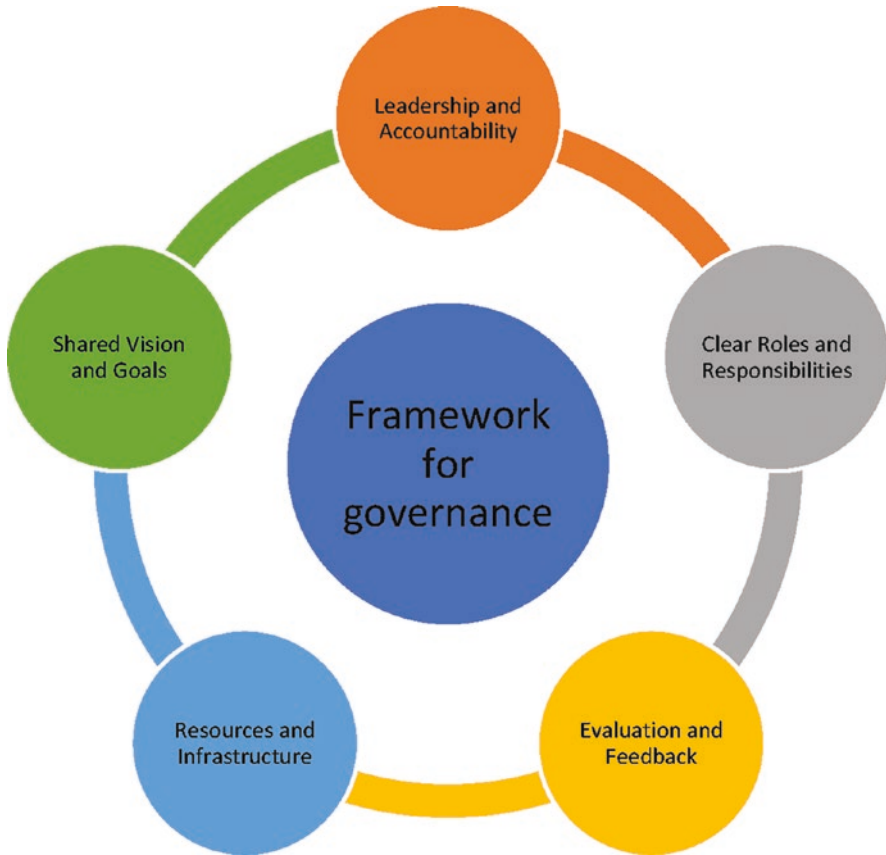 Leadership and
Accountability
Shared Vision
and Goals
Clear Roles and
Responsibilities
Framework
for
governance
Resources and
Infrastructure
Evaluation and
Feedback